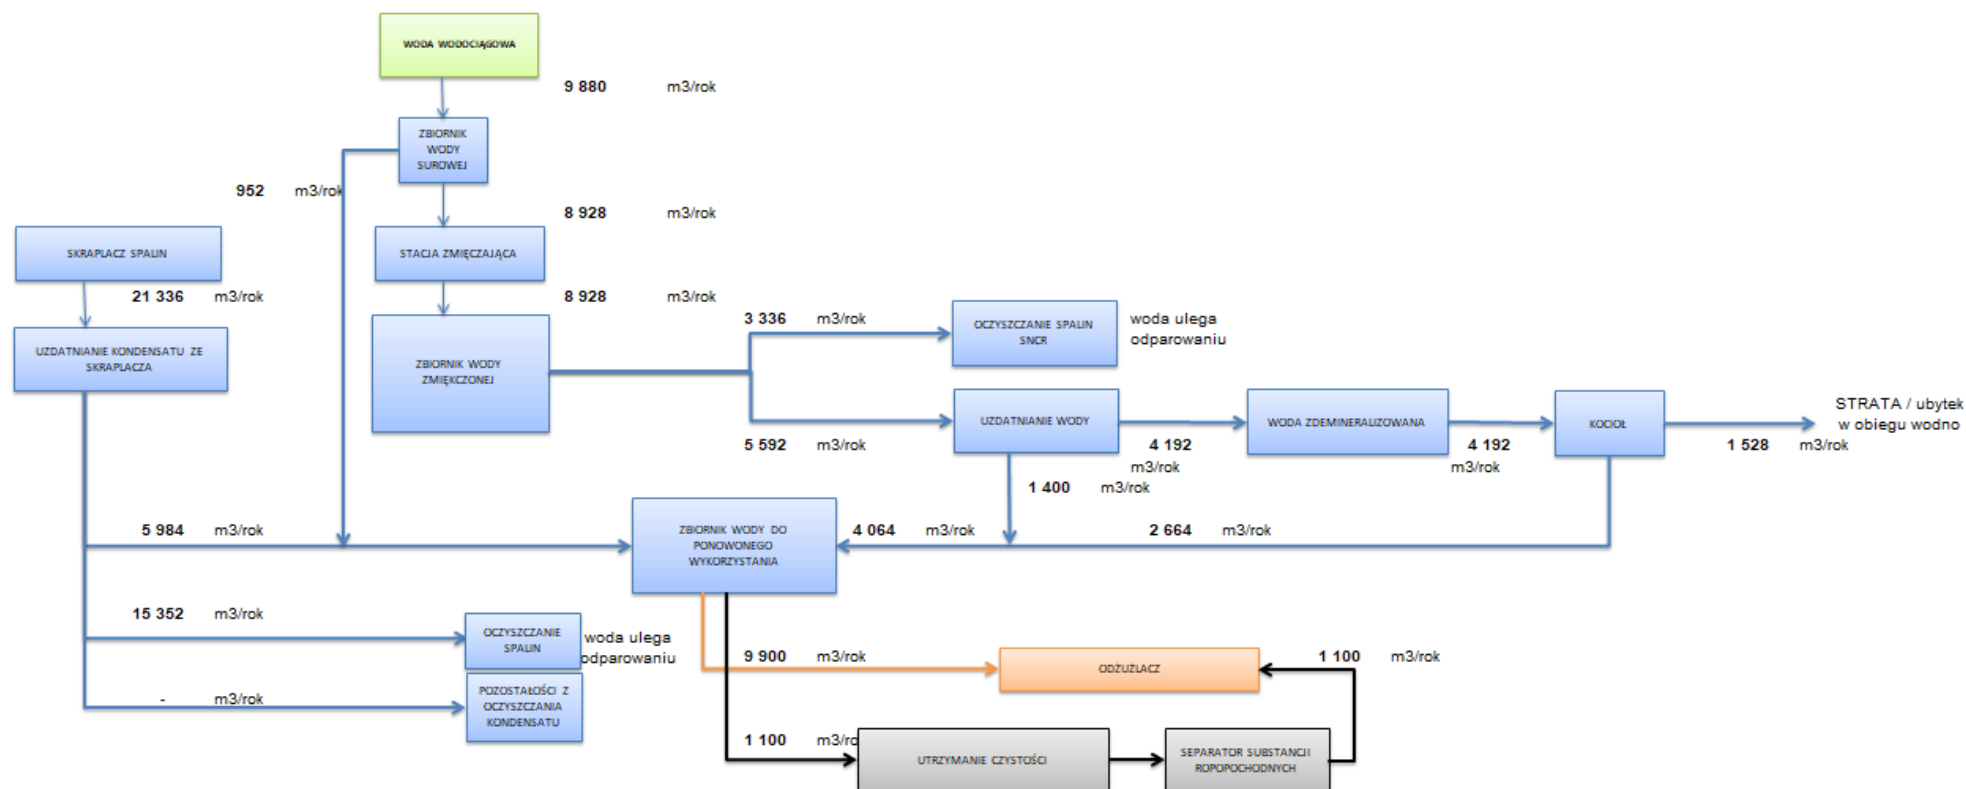 WODA WODOCIĄGOWA
9 880 m3/rok
ZBIORNIK
WODY
SUROWEJ
952 m3/rok
8 928 m3/rok
SKRAPLACZ SPALIN
STACJA ZMIĘCZAJĄCA
21 336 m3/rok
8 928 m3/rok
UZDATNIANIE KONDENSATU ZE
SKRAPLACZA
ZBIORNIK WODY
ZMIĘKCZONEJ
3 336 m3/rok
OCZYSZCZANIE SPALIN
SNCR
woda ulega
odparowaniu
5 592 m3/rok
UZDATNIANIE WODY
4 192
m3/rok
WODA ZDEMINERALIZOWANA
4 192
m3/rok
KOCIOŁ
STRATA / ubytek
w obiegu wodno
1 528 m3/rok
1 400 m3/rok
5 984 m3/rok
ZBIORNIK WODY DO
PONOWONEGO
WYKORZYSTANIA
4 064 m3/rok
2 664 m3/rok
15 352 m3/rok
OCZYSZCZANIE
SPALIN
woda ulega
odparowaniu
- m3/rok
POZOSTAŁOŚCI Z
OCZYSZCZANIA
KONDENSATU
9 900 m3/rok
ODŻUŻLACZ
1 100 m3/rok
1 100 m3/ro
UTRZYMANIE CZYSTOŚCI
SEPARATOR SUBSTANCJI
ROPOPOCHODNYCH